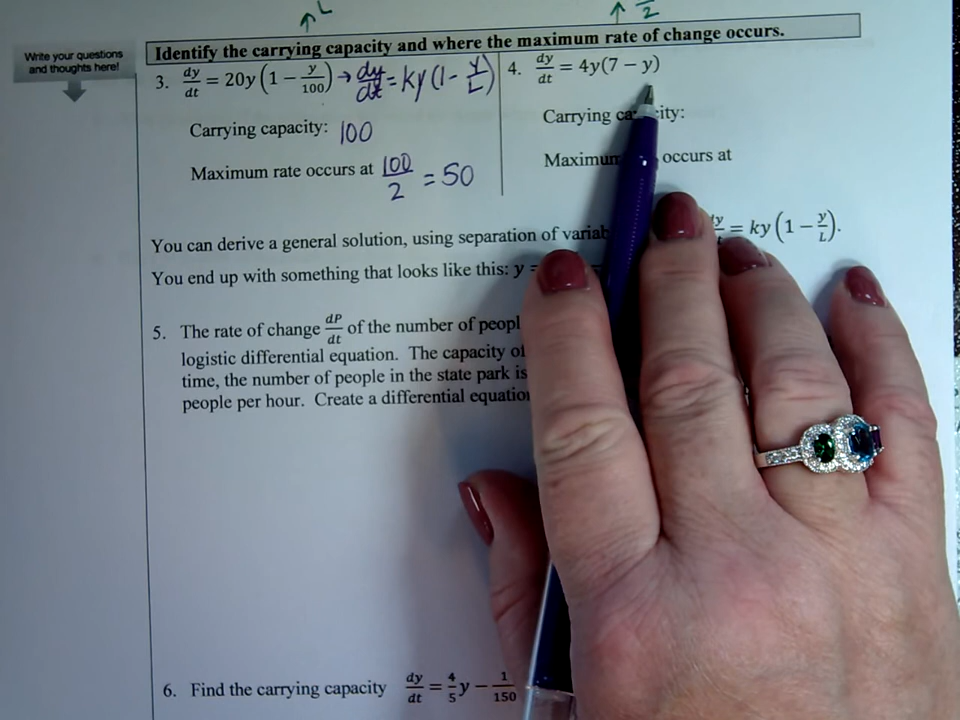 L
2
Write your questions
and thoughts here!
Identify the carrying capacity and where the maximum rate of change occurs.
3. dy/dt = 20y(1 − y/100) → dy/dt = ky(1 - y/L)
Carrying capacity: 100
Maximum rate occurs at 100/2 = 50
4. dy/dt = 4y(7 − y)
Carrying capacity:
Maximum occurs at
You can derive a general solution, using separation of = ky(1 − y/L).
You end up with something that looks like this: y =
5. The rate of change dP/dt of the number of
logistic differential equation. The capacity of
time, the number of people in the state park is
people per hour. Create a differential
6. Find the carrying capacity dy/dt = 4/5 y − 1/150